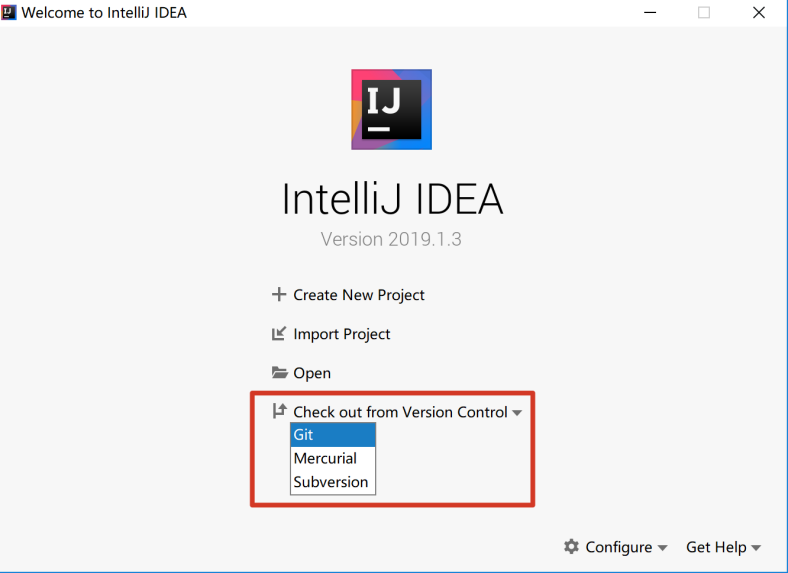 Welcome to IntelliJ IDEA
IJ
IntelliJ IDEA
Version 2019.1.3
Create New Project
Import Project
Open
Check out from Version Control
Git
Mercurial
Subversion
Configure
Get Help